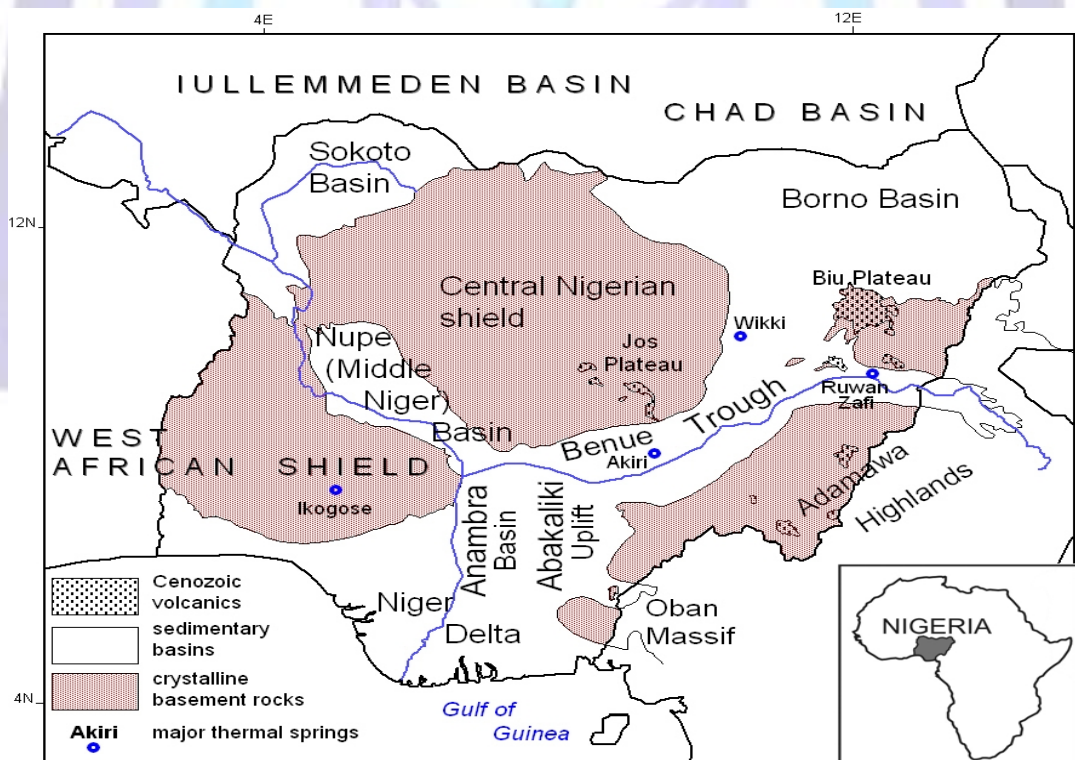 4E
12E
IULLEMMEDEN BASIN
CHAD BASIN
Sokoto
Basin
Borno Basin
12N
Biu Plateau
Central Nigerian
shield
Wikki
Jos
Plateau
Nupe
(Middle
Niger)
Basin
Ruwan
Zafi
Benue Trough
Akiri
WEST
AFRICAN SHIELD
Ikogose
Adamawa
Highlands
Anambra
Basin
Abakaliki
Uplift
Niger
Delta
Oban
Massif
Cenozoic
volcanics
sedimentary
basins
crystalline
basement rocks
Akiri major thermal springs
4N
Gulf of
Guinea
NIGERIA